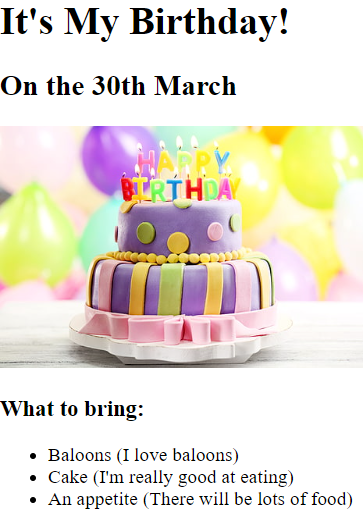 It's My Birthday!
On the 30th March
HAPPY
BIRTHDAY
What to bring:
Baloons (I love baloons)
Cake (I'm really good at eating)
An appetite (There will be lots of food)